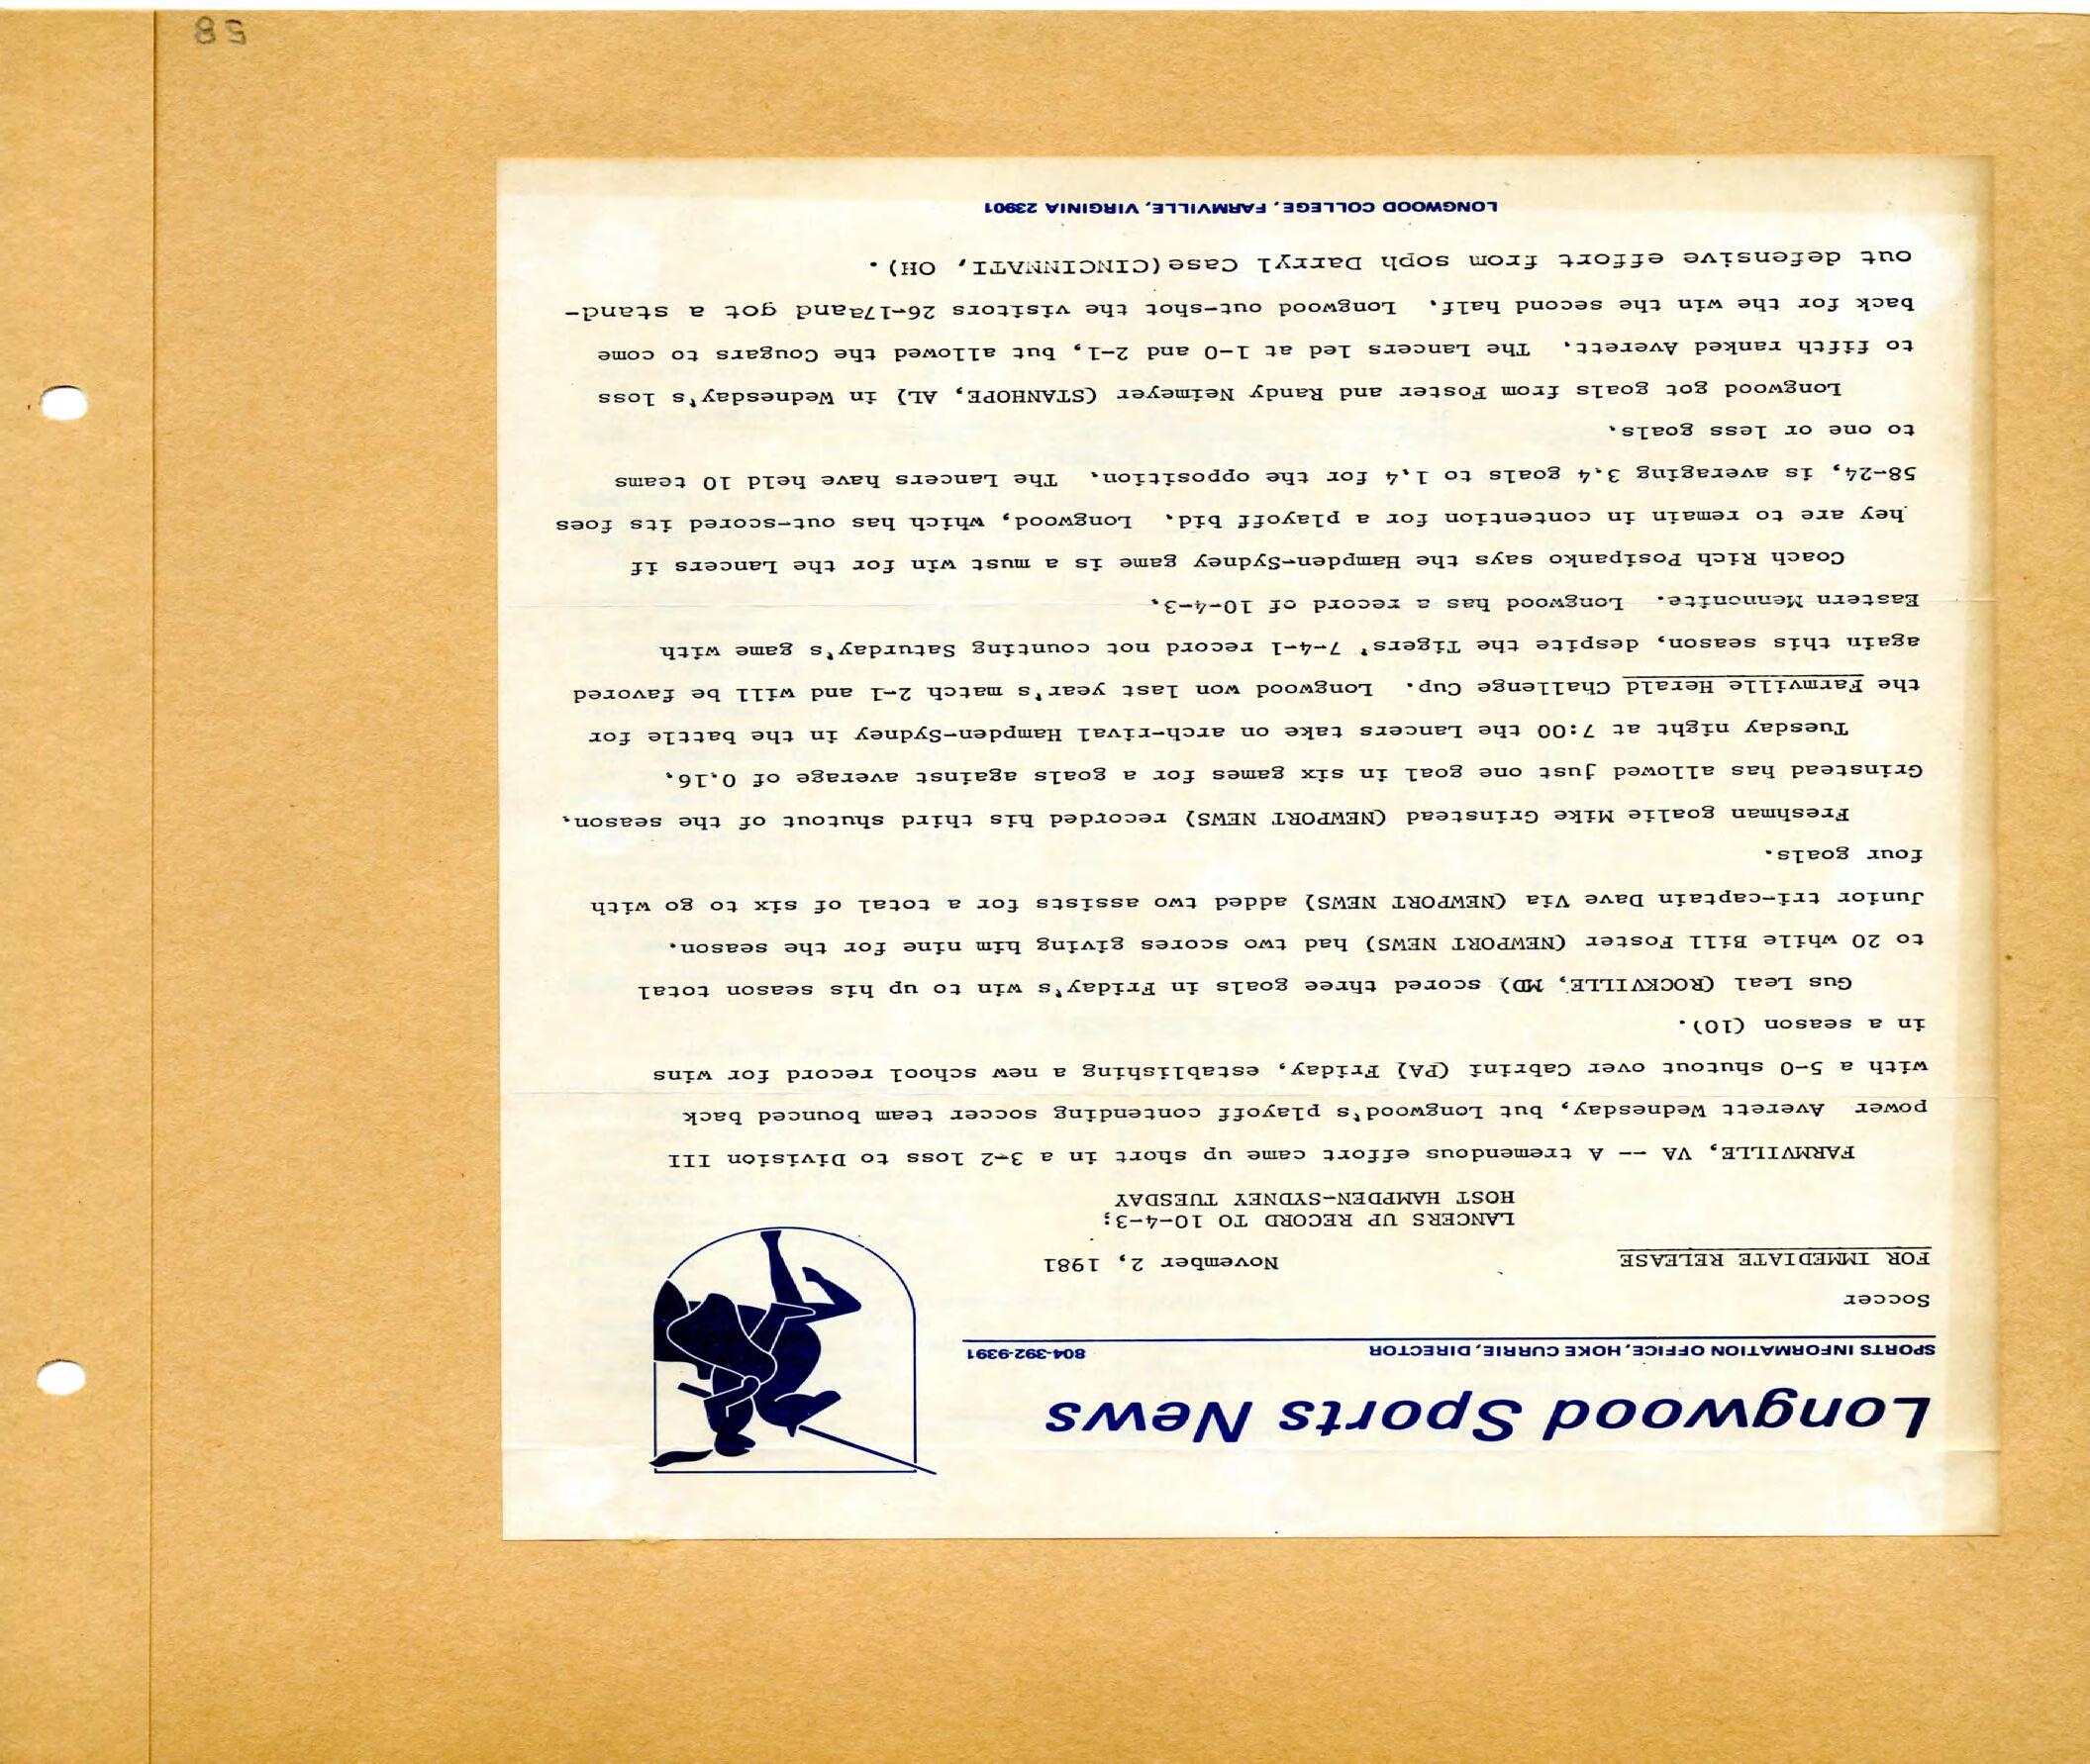 Longwood Sports News
SPORTS INFORMATION OFFICE, HOKE CURRIE, DIRECTOR 804-392-9391
Soccer
FOR IMMEDIATE RELEASE November 2, 1981
LANCERS UP RECORD TO 10-4-3;
HOST HAMPDEN-SYDNEY TUESDAY
FARMVILLE, VA -- A tremendous effort came up short in a 3-2 loss to Division III
power Averett Wednesday, but Longwood's playoff contending soccer team bounced back
with a 5-0 shutout over Cabrini (PA) Friday, establishing a new school record for wins
in a season (10).
Gus Leal (ROCKVILLE, MD) scored three goals in Friday's win to up his season total
to 20 while Bill Foster (NEWPORT NEWS) had two scores giving him nine for the season.
Junior tri-captain Dave Via (NEWPORT NEWS) added two assists for a total of six to go with
four goals.
Freshman goalie Mike Grinstead (NEWPORT NEWS) recorded his third shutout of the season.
Grinstead has allowed just one goal in six games for a goals against average of 0.16.
Tuesday night at 7:00 the Lancers take on arch-rival Hampden-Sydney in the battle for
the Farmville Herald Challenge Cup. Longwood won last year's match 2-1 and will be favored
again this season, despite the Tigers' 7-4-1 record not counting Saturday's game with
Eastern Mennonite. Longwood has a record of 10-4-3.
Coach Rich Posipanko says the Hampden-Sydney game is a must win for the Lancers if
hey are to remain in contention for a playoff bid. Longwood, which has out-scored its foes
58-24, is averaging 3.4 goals to 1.4 for the opposition. The Lancers have held 10 teams
to one or less goals.
Longwood got goals from Foster and Randy Neimeyer (STANHOPE, AL) in Wednesday's loss
to fifth ranked Averett. The Lancers led at 1-0 and 2-1, but allowed the Cougars to come
back for the win the second half. Longwood out-shot the visitors 26-17aand got a stand-
out defensive effort from soph Darryl Case(CINCINNATI, OH).
LONGWOOD COLLEGE, FARMVILLE, VIRGINIA 23901
58